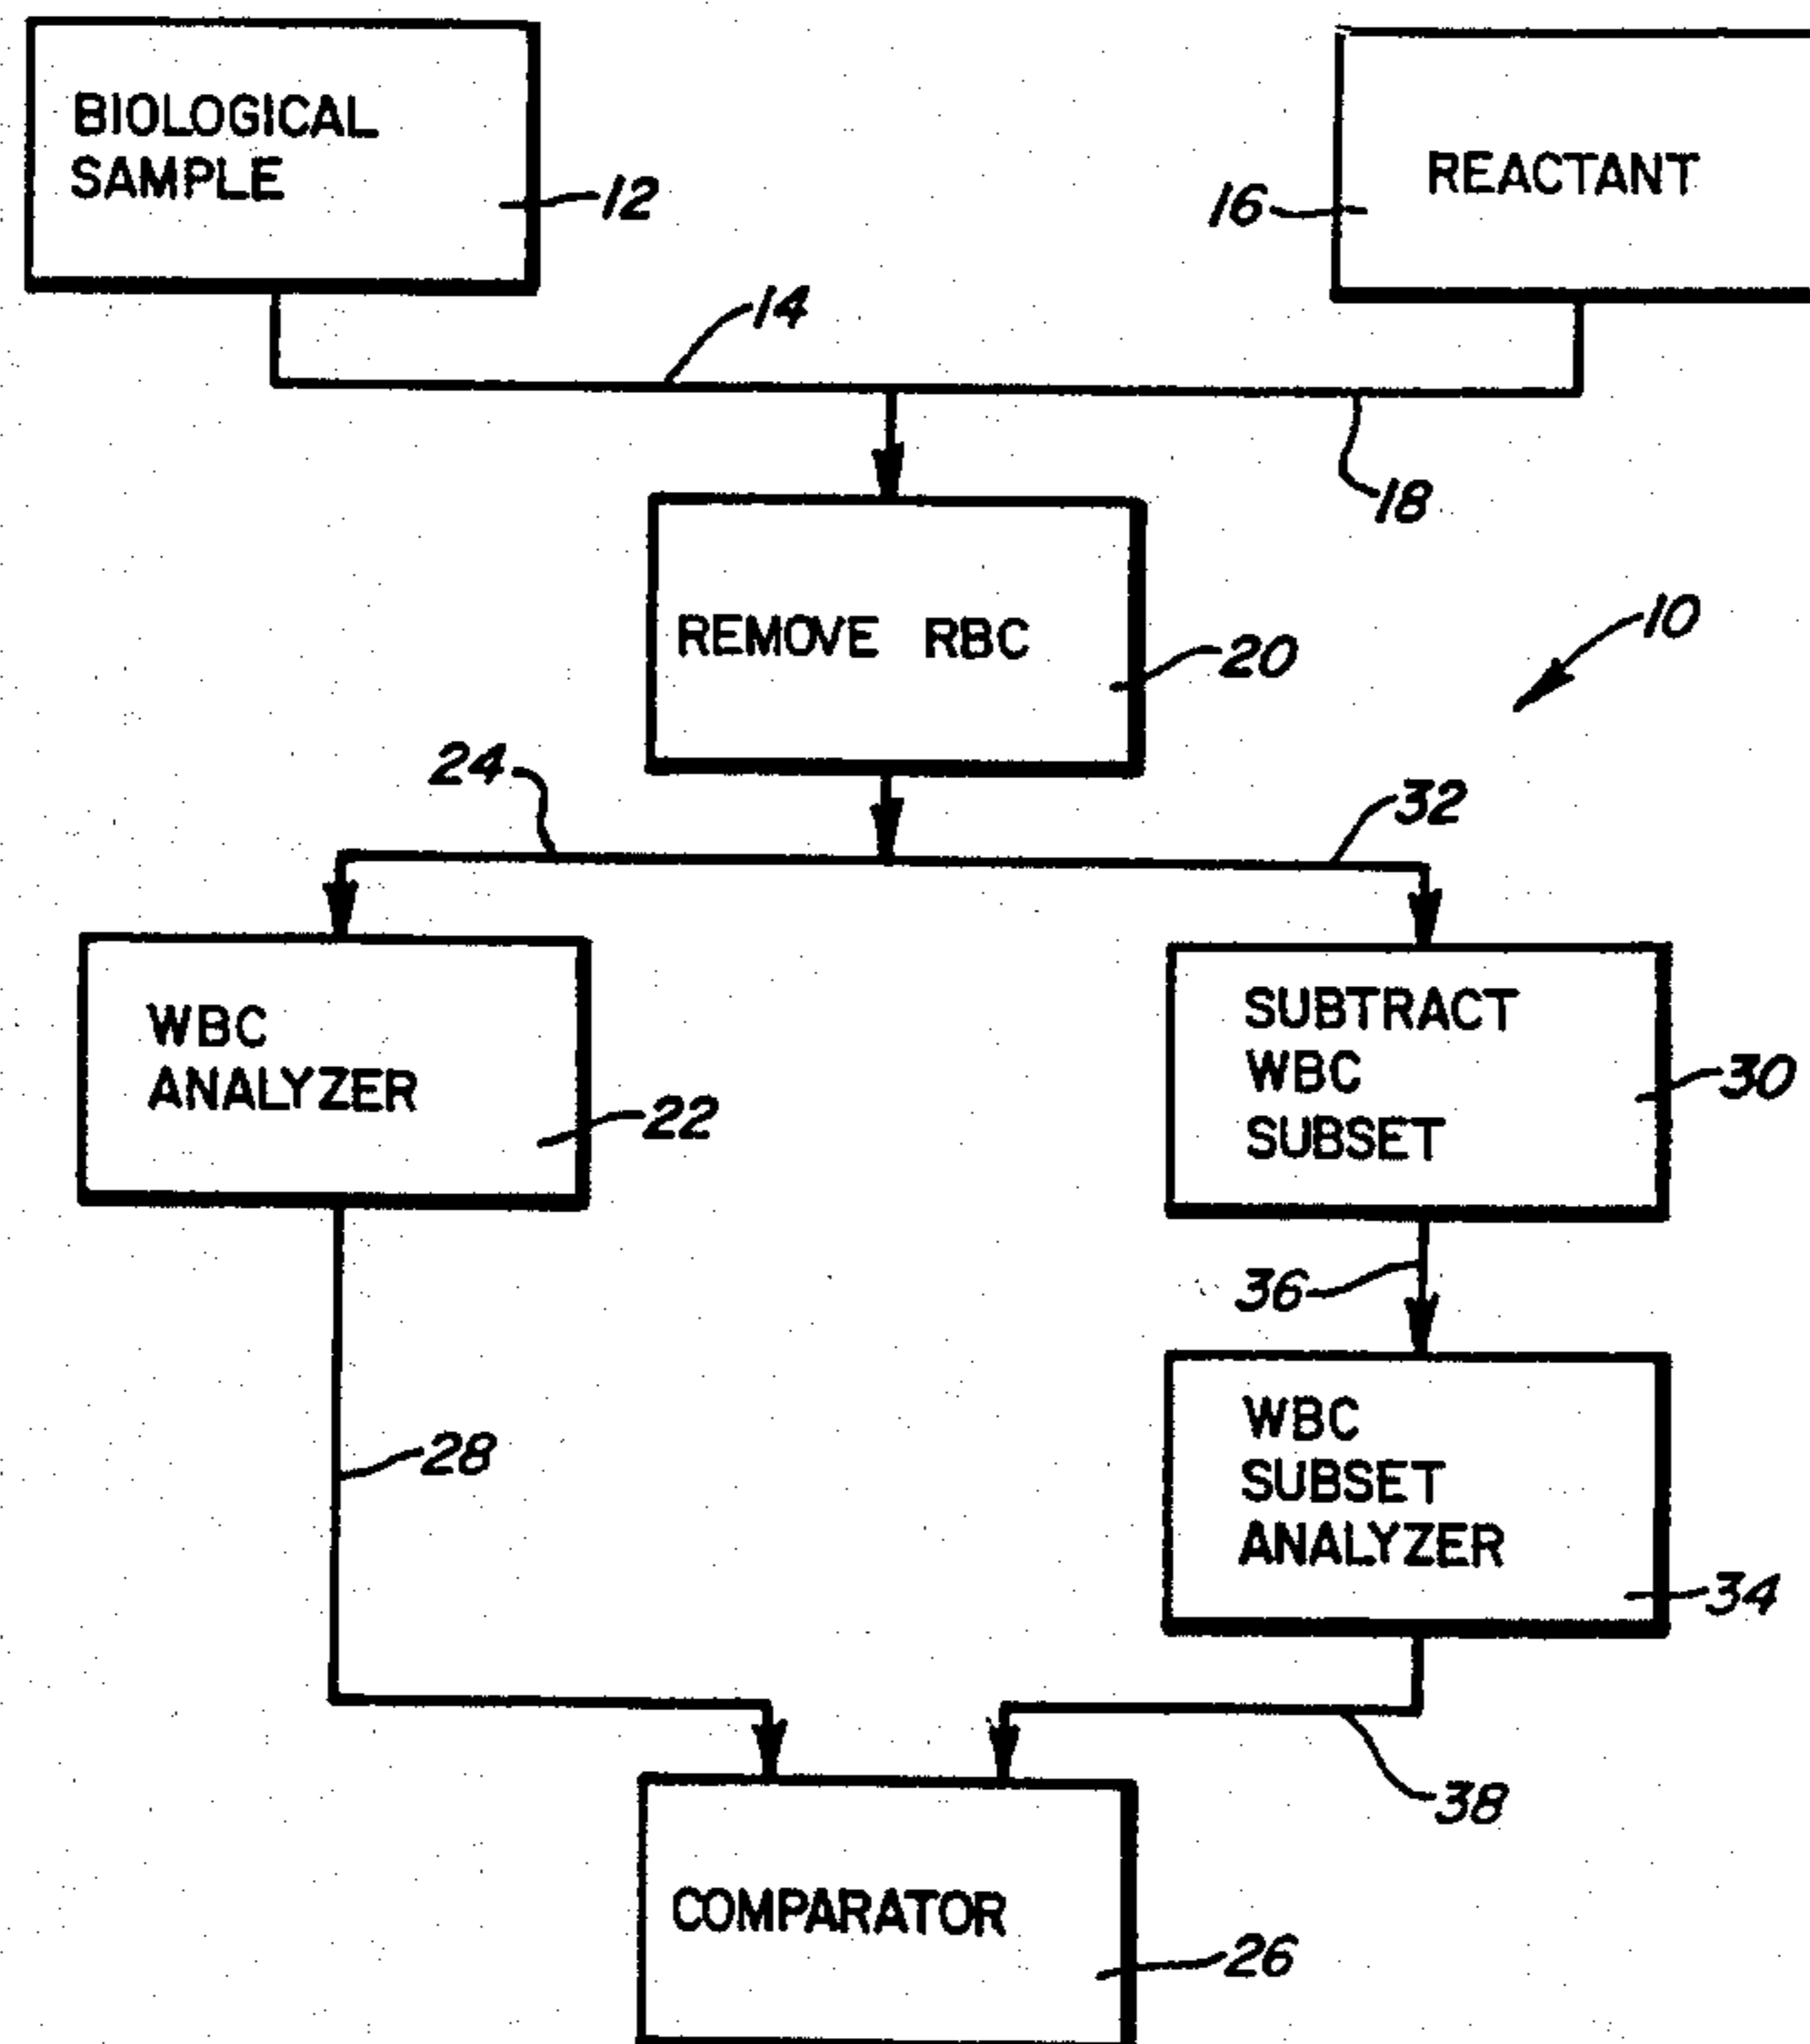 BIOLOGICAL
SAMPLE
12
16
REACTANT
14
18
REMOVE RBC
20
10
24
32
WBC
ANALYZER
22
SUBTRACT
WBC
SUBSET
30
36
28
WBC
SUBSET
ANALYZER
34
38
COMPARATOR
26